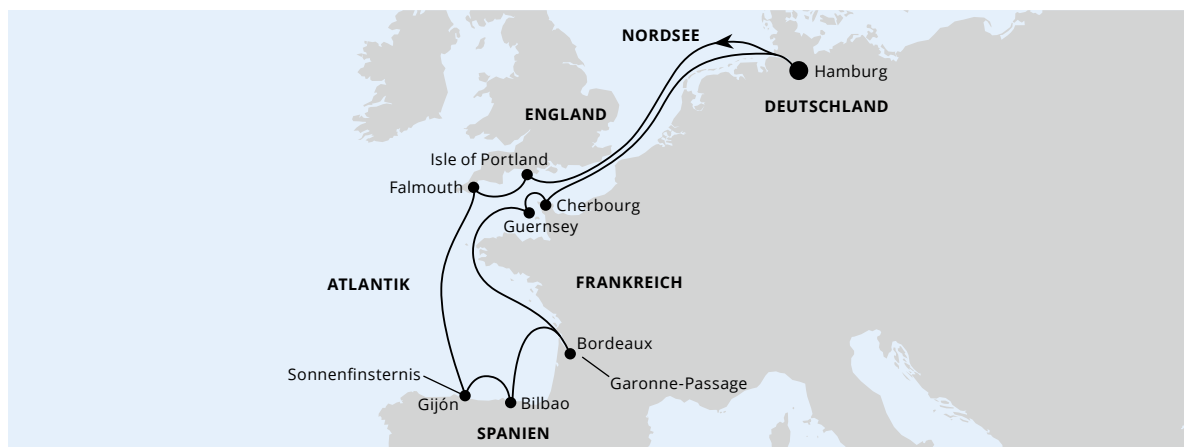 NORDSEE
Hamburg
DEUTSCHLAND
ENGLAND
Isle of Portland
Falmouth
Cherbourg
Guernsey
ATLANTIK
FRANKREICH
Bordeaux
Sonnenfinsternis
Garonne-Passage
Gijón
Bilbao
SPANIEN